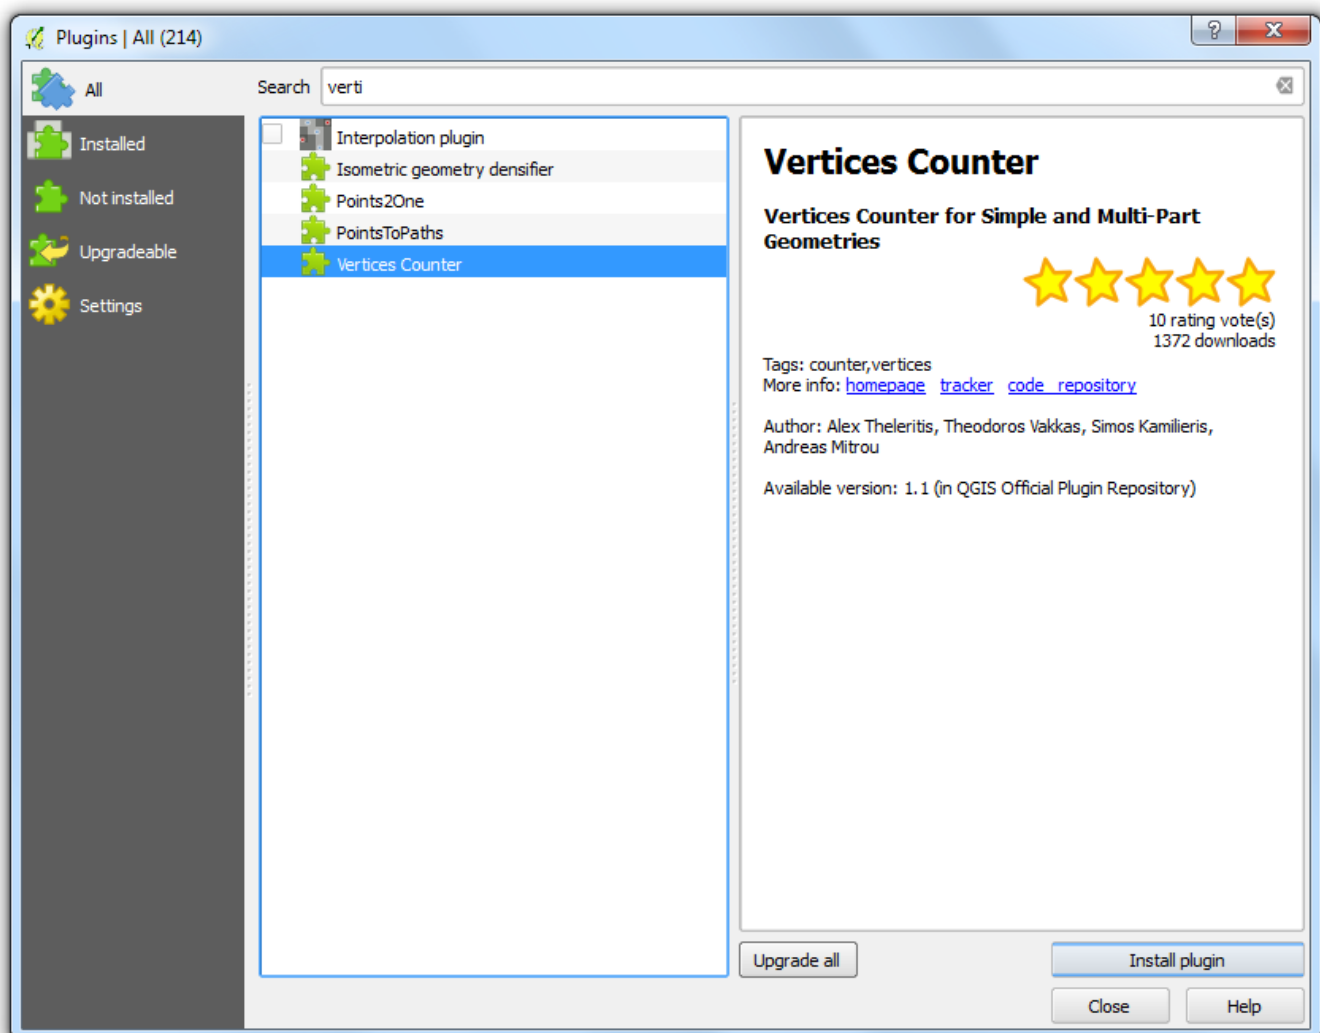 Plugins | All (214)
All
Installed
Not installed
Upgradeable
Settings
Search verti
Interpolation plugin
Isometric geometry densifier
Points2One
PointsToPaths
Vertices Counter
Vertices Counter
Vertices Counter for Simple and Multi-Part
Geometries
10 rating vote(s)
1372 downloads
Tags: counter,vertices
More info: homepage tracker code_repository
Author: Alex Theleritis, Theodoros Vakkas, Simos Kamilieris,
Andreas Mitrou
Available version: 1.1 (in QGIS Official Plugin Repository)
Upgrade all
Install plugin
Close
Help